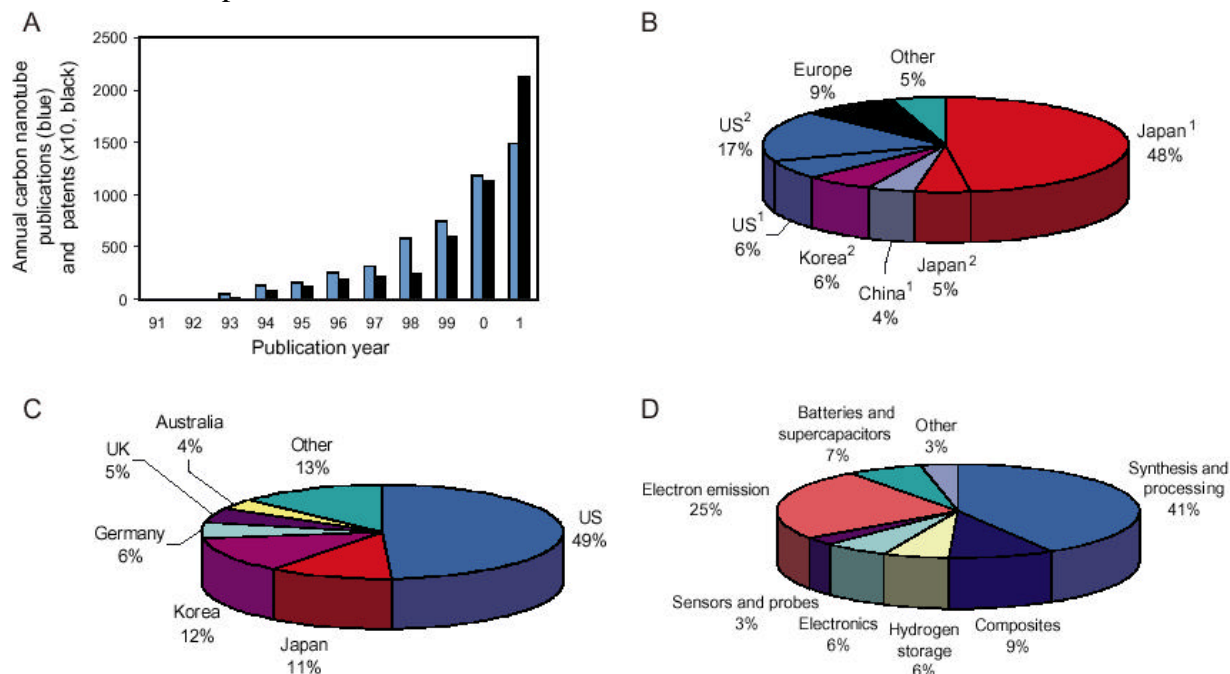 A
Annual carbon nanotube
publications (blue)
and patents (x10, black)
2500
2000
1500
1000
500
0
91 92 93 94 95 96 97 98 99 0 1
Publication year
B
Other
5%
Europe
9%
US²
17%
US¹
6%
Korea²
6%
China¹
4%
Japan²
5%
Japan¹
48%
C
Australia
4%
Other
13%
UK
5%
Germany
6%
Korea
12%
Japan
11%
US
49%
D
Batteries and
supercapacitors
7%
Other
3%
Electron emission
25%
Synthesis and
processing
41%
Sensors and probes
3%
Electronics
6%
Hydrogen
storage
6%
Composites
9%